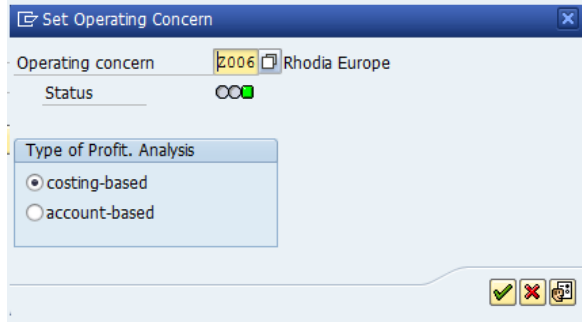 Set Operating Concern
Operating concern Z006 Rhodia Europe
Status
Type of Profit. Analysis
costing-based
account-based